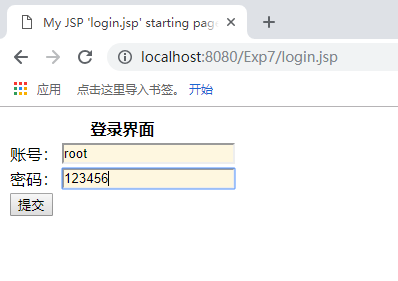 My JSP 'login.jsp' starting page
localhost:8080/Exp7/login.jsp
应用 点击这里导入书签。 开始
登录界面
账号： root
密码： 123456
提交